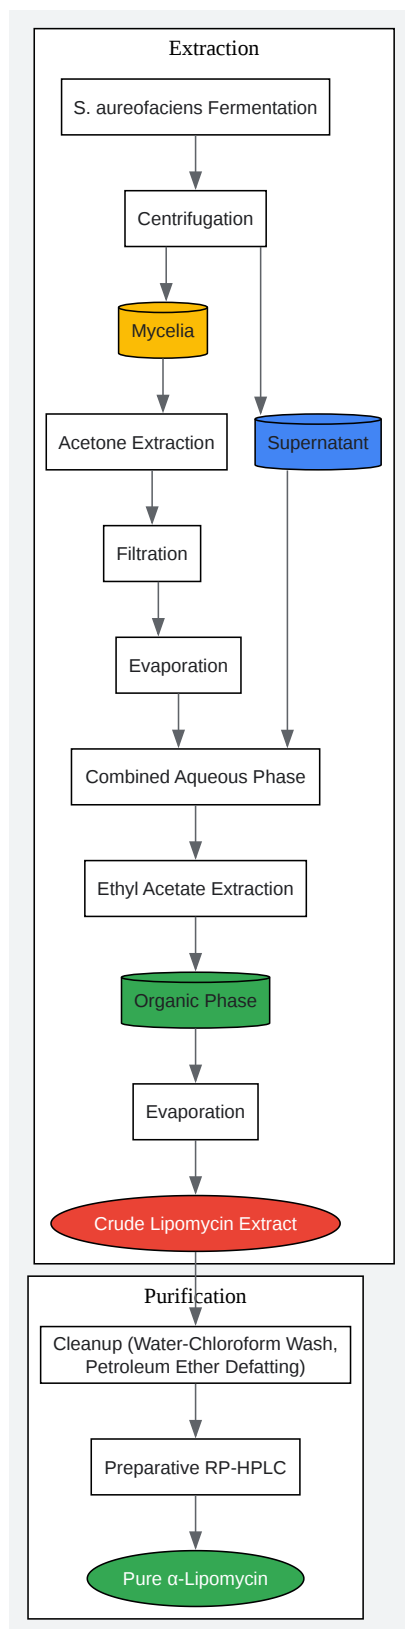 Extraction
S. aureofaciens Fermentation
Centrifugation
Mycelia
Acetone Extraction
Supernatant
Filtration
Evaporation
Combined Aqueous Phase
Ethyl Acetate Extraction
Organic Phase
Evaporation
Crude Lipomycin Extract
Purification
Cleanup (Water-Chloroform Wash,
Petroleum Ether Defatting)
Preparative RP-HPLC
Pure α-Lipomycin